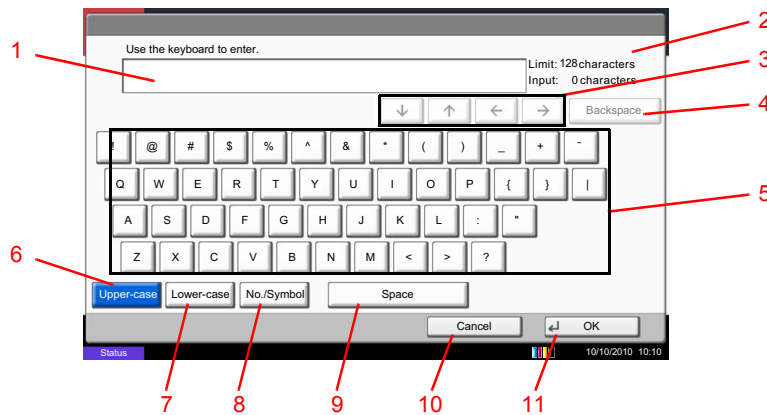 2
1
Use the keyboard to enter.
Limit: 128 characters
3
Input: 0 characters
↓ ↑ ← → Backspace
4
! @ # $ % ^ & * ( ) _ + ~
Q W E R T Y U I O P { } |
5
A S D F G H J K L : "
Z X C V B N M < > ?
6
Upper-case Lower-case No./Symbol Space
Cancel OK
Status 10/10/2010 10:10
7 8 9 10 11